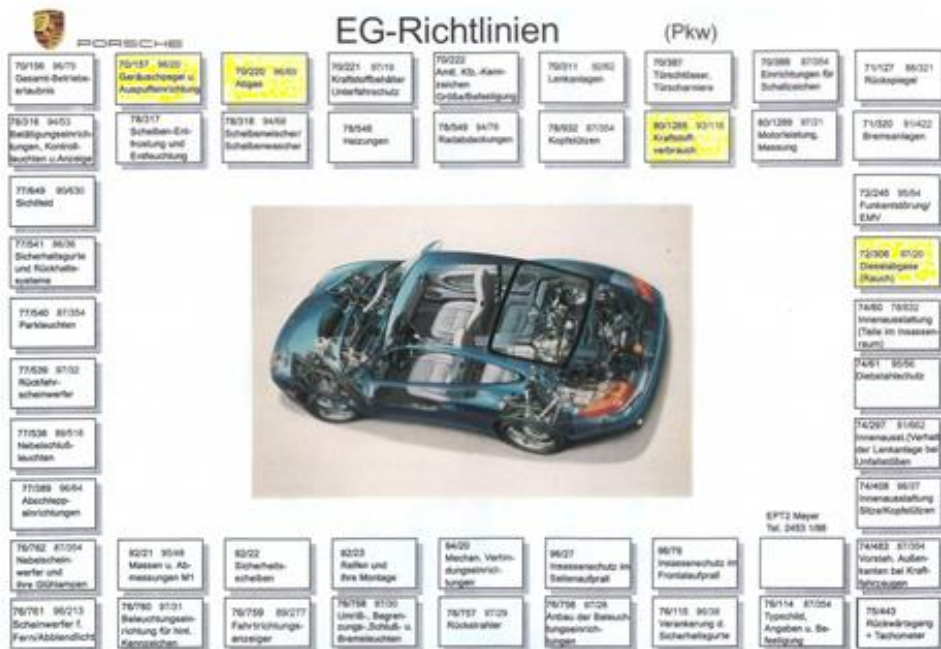 PORSCHE
EG-Richtlinien (Pkw)
70/156
Gesamt-Betriebs-
erlaubnis
70/157 96/20
Geräuschpegel u.
Auspuffeinrichtung
70/220 96/69
Abgas
70/221 97/19
Kraftstoffbehälter
Unterfahrschutz
70/222
Amtl. Kfz.-Kenn-
zeichen
Größe/Befestigung
70/311 92/62
Lenkanlagen
70/387
Türschlösser,
Türscharniere
70/388 87/354
Einrichtungen für
Schallzeichen
71/127 88/321
Rückspiegel
78/316 94/53
Betätigungseinrich-
tungen, Kontroll-
leuchten u. Anzeige
78/317
Scheiben-Ent-
frostung und
Entfeuchtung
78/318 94/68
Scheibenwischer/
Scheibenwascher
78/548
Heizungen
78/549 94/78
Radabdeckungen
78/932 87/354
Kopfstützen
80/1268 93/116
Kraftstoff-
verbrauch
80/1269 97/21
Motorleistung,
Messung
71/320 91/422
Bremsanlagen
77/649 90/630
Sichtfeld
72/245 95/54
Funkentstörung/
EMV
77/541 96/36
Sicherheitsgurte
und Rückhalte-
systeme
72/306 97/20
Dieselabgase
(Rauch)
77/540 87/354
Parkleuchten
74/60 78/632
Innenausstattung
(Teile im Insassen-
raum)
77/539 97/32
Rückfahr-
scheinwerfer
74/61 95/56
Diebstahlschutz
77/538 89/518
Nebelschluß-
leuchten
74/297 91/662
Innenausst.(Verhalt
der Lenkanlage bei
Unfallstößen
77/389 96/64
Abschlepp-
einrichtungen
74/408 96/37
Innenausstattung
Sitze/Kopfstützen
EPT2 Meyer
Tel. 2453 1/98
76/762 87/354
Nebelschein-
werfer und
ihre Glühlampen
92/21 95/48
Massen u. Ab-
messungen M1
92/22
Sicherheits-
scheiben
92/23
Reifen und
ihre Montage
94/20
Mechan. Verbin-
dungseinrich-
tungen
96/27
Insassenschutz im
Seitenaufprall
96/79
Insassenschutz im
Frontalaufprall
74/483 87/354
Vorsteh. Außen-
kanten bei Kraft-
fahrzeugen
76/761
Scheinwerfer f.
Fern/Abblendlicht
76/760 97/31
Beleuchtungsein-
richtung für hint.
Kennzeichen
76/759 89/277
Fahrtrichtungs-
anzeiger
76/758 97/30
Umriß-, Begren-
zungs-,Schluß- u.
Bremsleuchten
76/757 97/29
Rückstrahler
76/756 97/28
Anbau der Beleuch-
tungseinrich-
tungen
76/115 96/38
Verankerung d.
Sicherheitsgurte
76/114 87/354
Typschild,
Angaben u. Be-
festigung
75/443
Rückwärtsgang
+ Tachometer